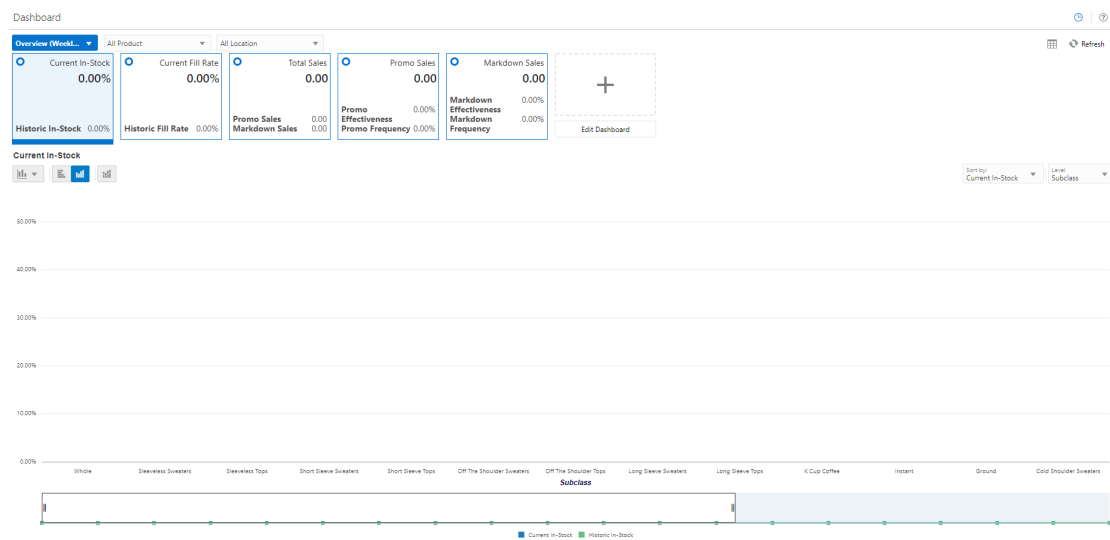 Dashboard
Overview (Weekl...
All Product
All Location
Refresh
Current In-Stock
0.00%
Historic In-Stock 0.00%
Current Fill Rate
0.00%
Historic Fill Rate 0.00%
Total Sales
0.00
Promo Sales 0.00
Markdown Sales 0.00
Promo Sales
0.00
Promo Effectiveness 0.00%
Promo Frequency 0.00%
Markdown Sales
0.00
Markdown Effectiveness 0.00%
Markdown Frequency 0.00%
Edit Dashboard
Current In-Stock
Sort by:
Current In-Stock
Level
Subclass
50.00%
40.00%
30.00%
20.00%
10.00%
0.00%
Whole Sleeveless Sweaters Sleeveless Tops Short Sleeve Sweaters Short Sleeve Tops Off The Shoulder Sweaters Off The Shoulder Tops Long Sleeve Sweaters Long Sleeve Tops K Cup Coffee Instant Ground Cold Shoulder Sweaters
Subclass
Current In-Stock Historic In-Stock